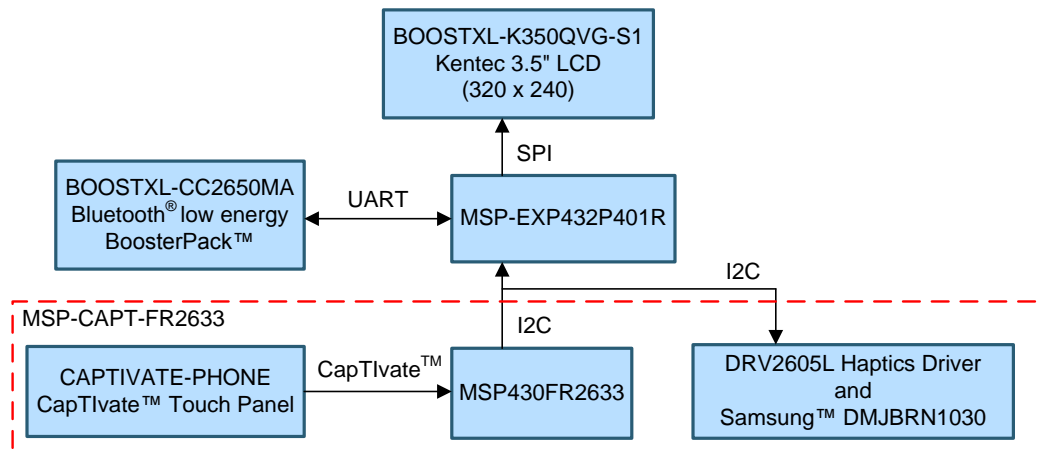 BOOSTXL-K350QVG-S1
Kentec 3.5" LCD
(320 x 240)
SPI
BOOSTXL-CC2650MA
Bluetooth® low energy
BoosterPack™
UART
MSP-EXP432P401R
I2C
MSP-CAPT-FR2633
I2C
CAPTIVATE-PHONE
CapTIvate™ Touch Panel
CapTIvate™
MSP430FR2633
DRV2605L Haptics Driver
and
Samsung™ DMJBRN1030